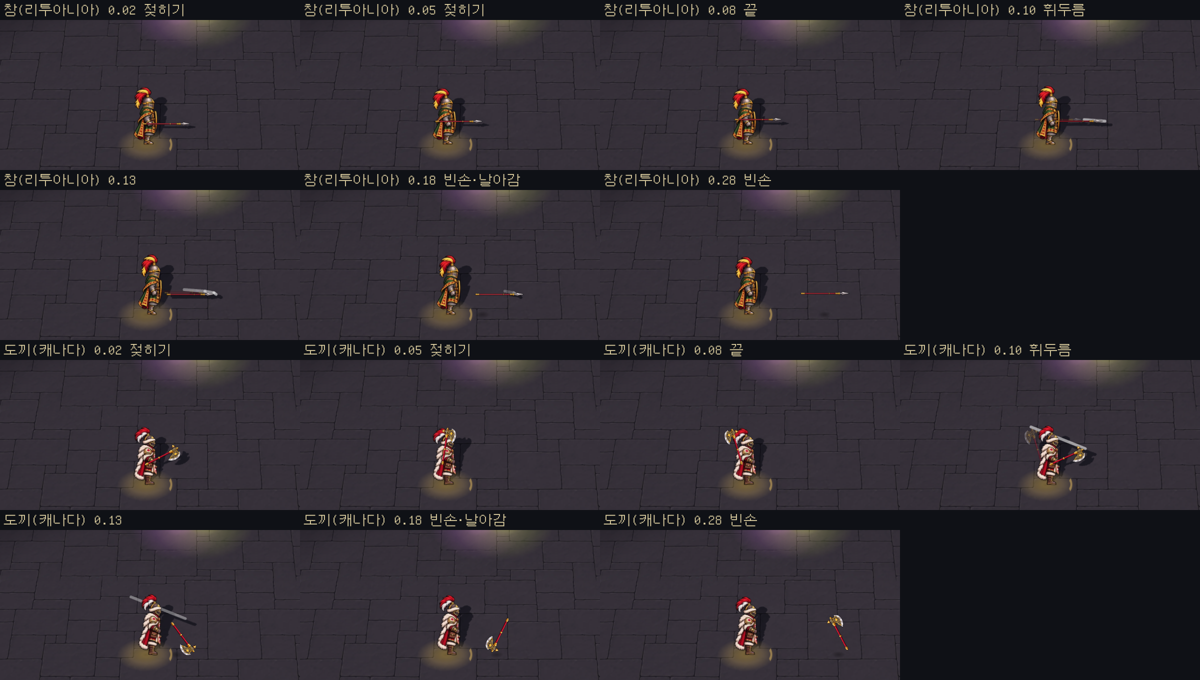 창(리투아니아) 0.02 젖히기
창(리투아니아) 0.05 젖히기
창(리투아니아) 0.08 끝
창(리투아니아) 0.10 휘두름
창(리투아니아) 0.13
창(리투아니아) 0.18 빈손·날아감
창(리투아니아) 0.28 빈손
도끼(캐나다) 0.02 젖히기
도끼(캐나다) 0.05 젖히기
도끼(캐나다) 0.08 끝
도끼(캐나다) 0.10 휘두름
도끼(캐나다) 0.13
도끼(캐나다) 0.18 빈손·날아감
도끼(캐나다) 0.28 빈손